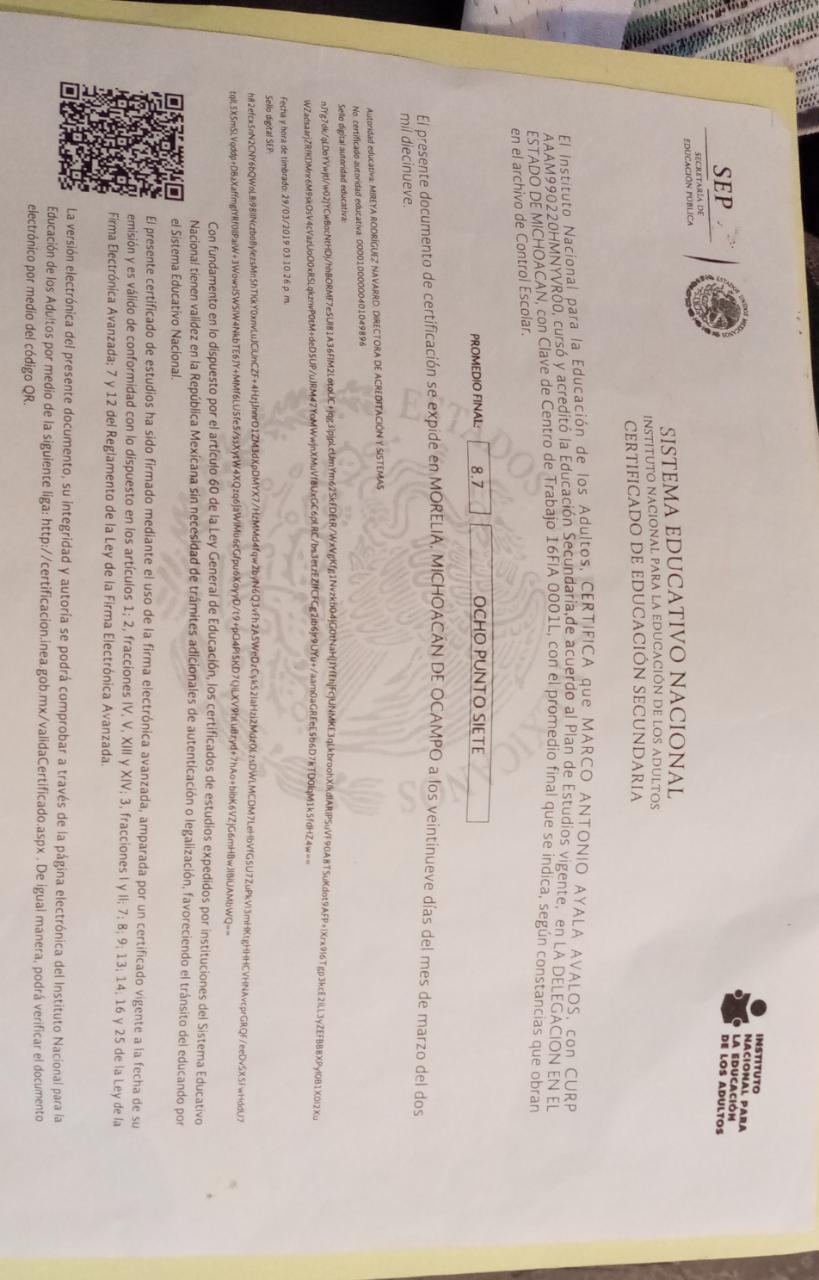 SEP
SECRETARÍA DE
EDUCACIÓN PÚBLICA
ESTADOS UNIDOS MEXICANOS
INSTITUTO
NACIONAL PARA
LA EDUCACIÓN
DE LOS ADULTOS
SISTEMA EDUCATIVO NACIONAL
INSTITUTO NACIONAL PARA LA EDUCACIÓN DE LOS ADULTOS
CERTIFICADO DE EDUCACIÓN SECUNDARIA
El Instituto Nacional para la Educación de los Adultos, CERTIFICA que MARCO ANTONIO AYALA AVALOS, con CURP
AAAM990220HMNYVR00, cursó y acreditó la Educación Secundaria,de acuerdo al Plan de Estudios vigente, en LA DELEGACIÓN EN EL
ESTADO DE MICHOACAN, con Clave de Centro de Trabajo 16FIA 0001L, con el promedio final que se indica, según constancias que obran
en el archivo de Control Escolar.
PROMEDIO FINAL: 8.7 OCHO PUNTO SIETE
El presente documento de certificación se expide en MORELIA, MICHOACÁN DE OCAMPO a los veintinueve días del mes de marzo del dos
mil diecinueve.
Autoridad educativa: MIREYA RODRÍGUEZ NAVARRO. DIRECTORA DE ACREDITACIÓN Y SISTEMAS
No. certificado autoridad educativa: 00001000000401049896
Sello digital autoridad educativa:
Fecha y hora de timbrado: 29/03/2019 03:10:26 p. m.
Sello digital SEP:
Con fundamento en lo dispuesto por el artículo 60 de la Ley General de Educación, los certificados de estudios expedidos por instituciones del Sistema Educativo
Nacional tienen validez en la República Mexicana sin necesidad de trámites adicionales de autenticación o legalización, favoreciendo el tránsito del educando por
el Sistema Educativo Nacional.
El presente certificado de estudios ha sido firmado mediante el uso de la firma electrónica avanzada, amparada por un certificado vigente a la fecha de su
emisión y es válido de conformidad con lo dispuesto en los artículos 1; 2, fracciones IV, V, XIII y XIV; 3, fracciones I y II; 7; 8; 9; 13; 14; 16 y 25 de la Ley de la
Firma Electrónica Avanzada; 7 y 12 del Reglamento de la Ley de la Firma Electrónica Avanzada.
La versión electrónica del presente documento, su integridad y autoría se podrá comprobar a través de la página electrónica del Instituto Nacional para la
Educación de los Adultos por medio de la siguiente liga: http://certificacion.inea.gob.mx/validaCertificado.aspx . De igual manera, podrá verificar el documento
electrónico por medio del código QR.